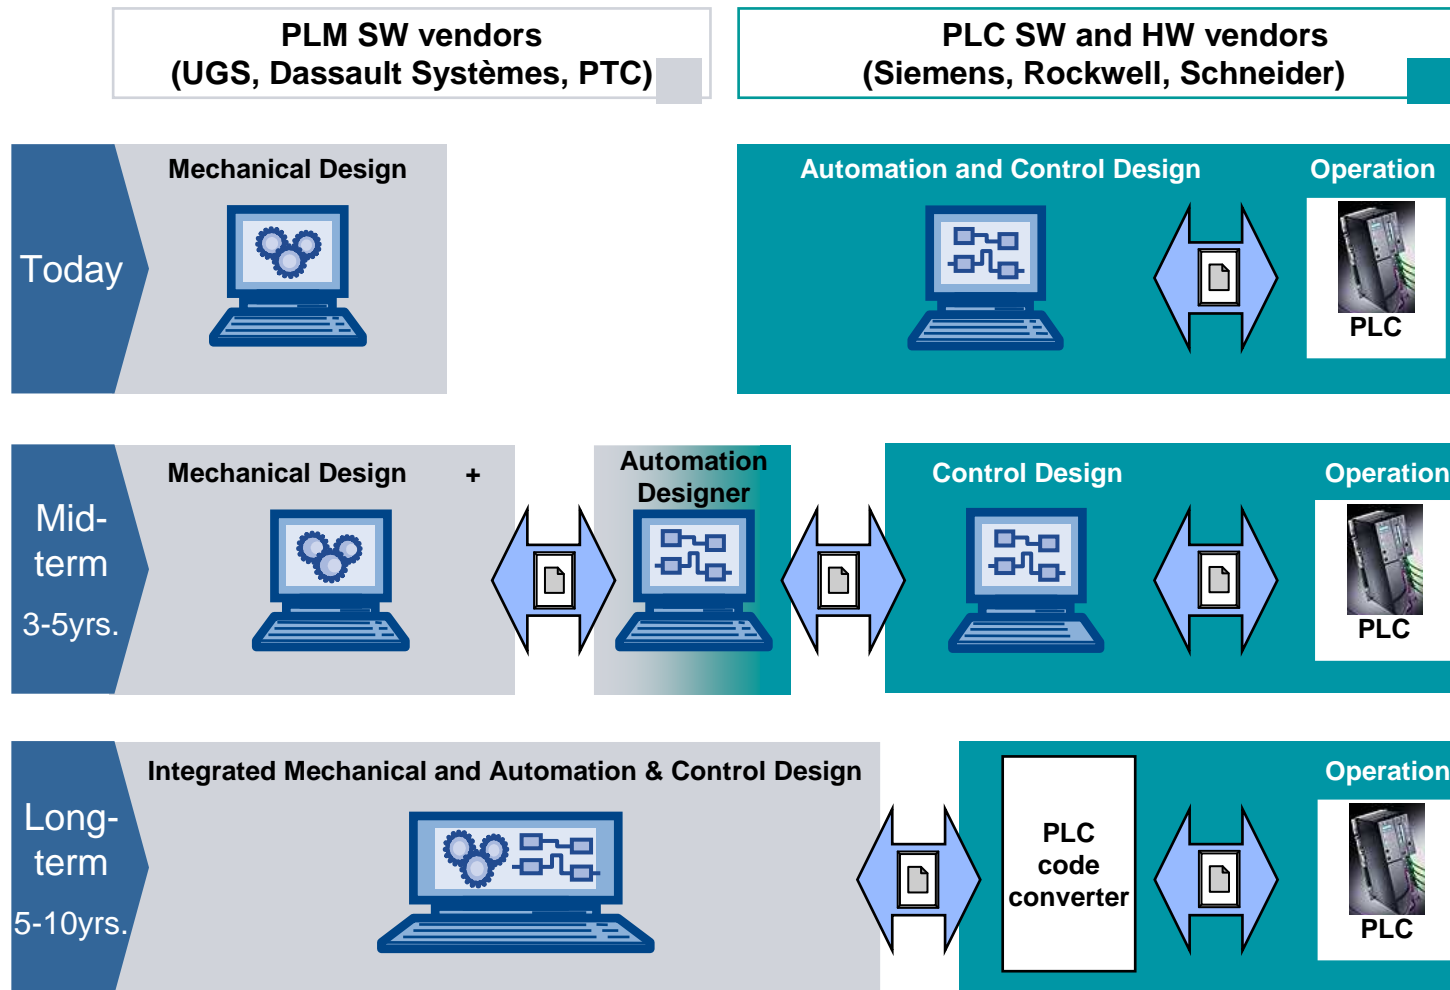 PLM SW vendors
(UGS, Dassault Systèmes, PTC)
PLC SW and HW vendors
(Siemens, Rockwell, Schneider)
Today
Mechanical Design
Automation and Control Design
Operation
PLC
Mid-
term
3-5yrs.
Mechanical Design +
Automation
Designer
Control Design
Operation
PLC
Long-
term
5-10yrs.
Integrated Mechanical and Automation & Control Design
PLC
code
converter
Operation
PLC